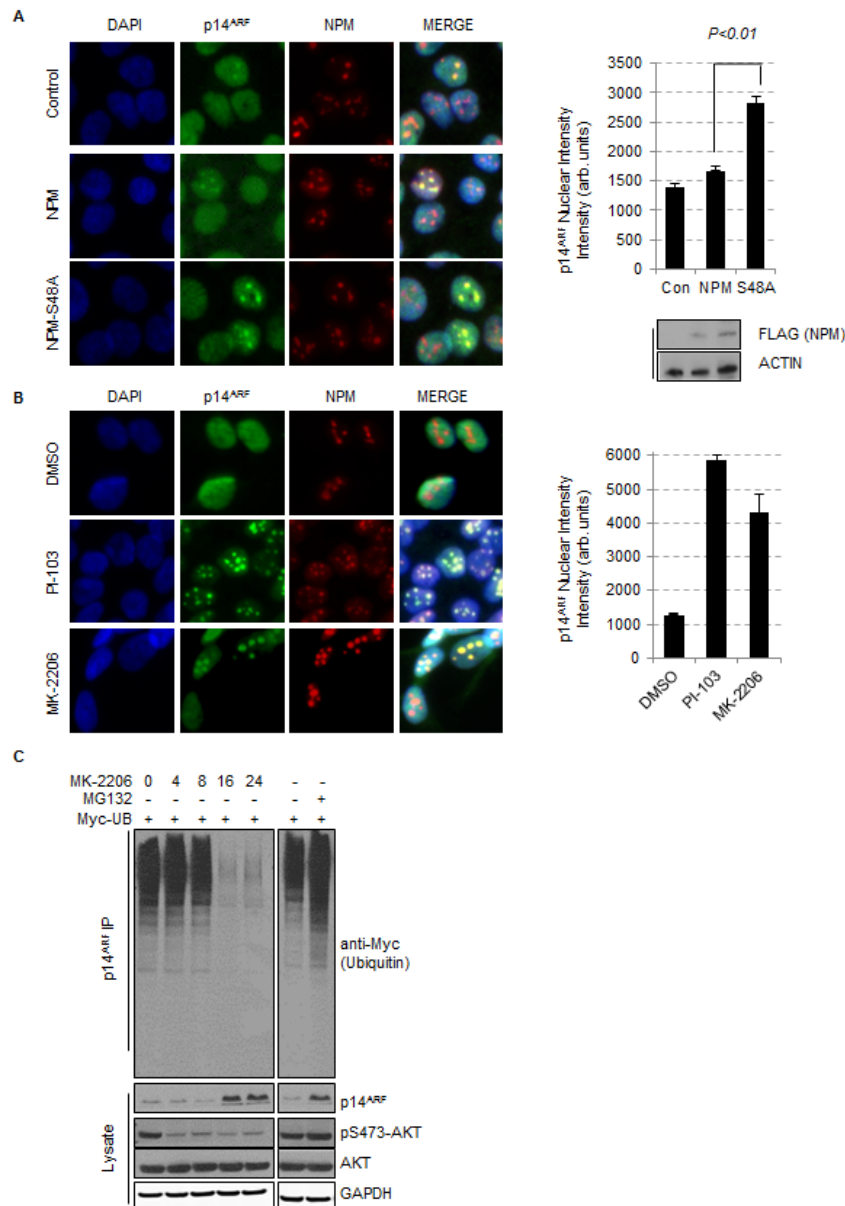 A
DAPI p14ARF NPM MERGE
Control
NPM
NPM-S48A
P<0.01
3500
3000
2500
2000
1500
1000
500
0
p14ARF Nuclear Intensity
Intensity (arb. units)
Con NPM S48A
FLAG (NPM)
ACTIN
B
DAPI p14ARF NPM MERGE
DMSO
PI-103
MK-2206
6000
5000
4000
3000
2000
1000
0
p14ARF Nuclear Intensity
Intensity (arb. units)
DMSO
PI-103
MK-2206
C
MK-2206 0 4 8 16 24 - -
MG132 - - - - - - +
Myc-UB + + + + + + +
p14ARF IP
anti-Myc
(Ubiquitin)
Lysate
p14ARF
pS473-AKT
AKT
GAPDH